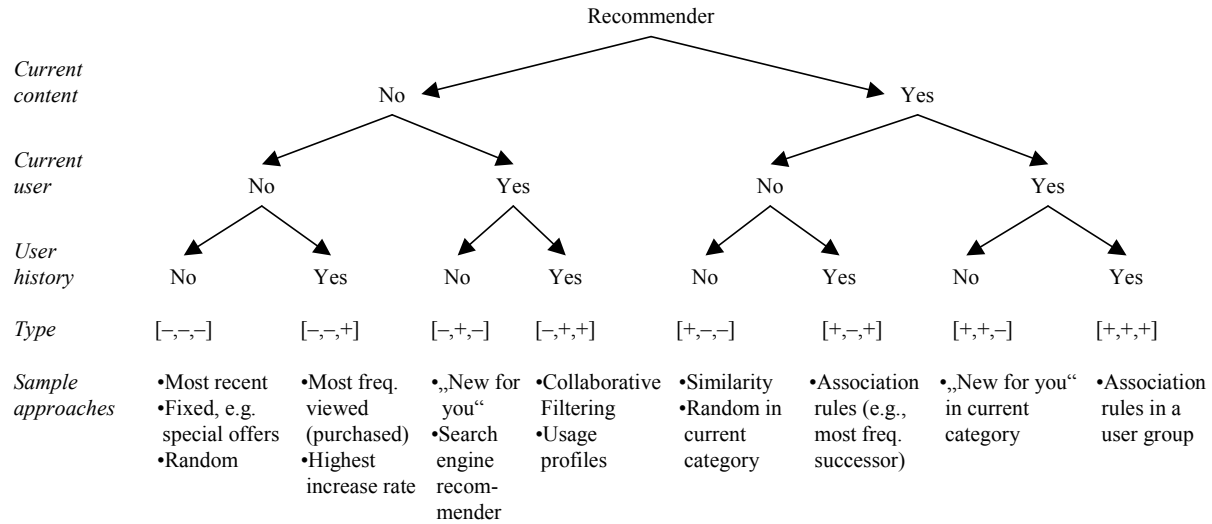 Recommender
Current
content
No Yes
Current
user
No Yes No Yes
User
history
No Yes No Yes No Yes No Yes
Type [–,–,–] [–,–,+] [–,+,–] [–,+,+] [+,–,–] [+,–,+] [+,+,–] [+,+,+]
Sample
approaches
•Most recent
•Fixed, e.g.
special offers
•Random
•Most freq.
viewed
(purchased)
•Highest
increase rate
•„New for
you“
•Search
engine
recom-
mender
•Collaborative
Filtering
•Usage
profiles
•Similarity
•Random in
current
category
•Association
rules (e.g.,
most freq.
successor)
•„New for you“
in current
category
•Association
rules in a
user group